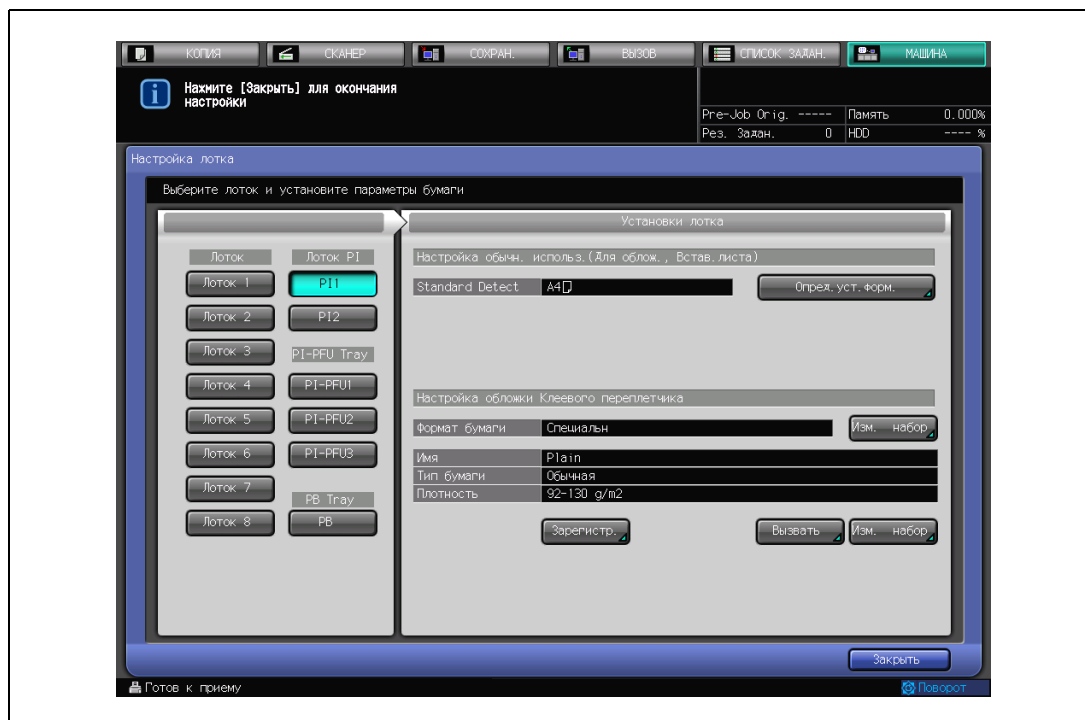 КОПИЯ СКАНЕР СОХРАН. ВЫЗОВ СПИСОК ЗАДАН. МАШИНА
Нажмите [Закрыть] для окончания
настройки
Pre-Job Orig. ----- Память 0.000%
Рез. Задан. 0 HDD ---- %
Настройка лотка
Выберите лоток и установите параметры бумаги
Установки лотка
Лоток Лоток PI
Лоток 1 PI1
Лоток 2 PI2
Лоток 3 PI-PFU Tray
Лоток 4 PI-PFU1
Лоток 5 PI-PFU2
Лоток 6 PI-PFU3
Лоток 7 PB Tray
Лоток 8 PB
Настройка обычн. использ.(Для облож., Встав.листа)
Standard Detect A4 Опред.уст.форм.
Настройка обложки Клеевого переплетчика
Формат бумаги Специальн Изм. набор
Имя Plain
Тип бумаги Обычная
Плотность 92-130 g/m2
Зарегистр. Вызвать Изм. набор
Закрыть
Готов к приему Поворот